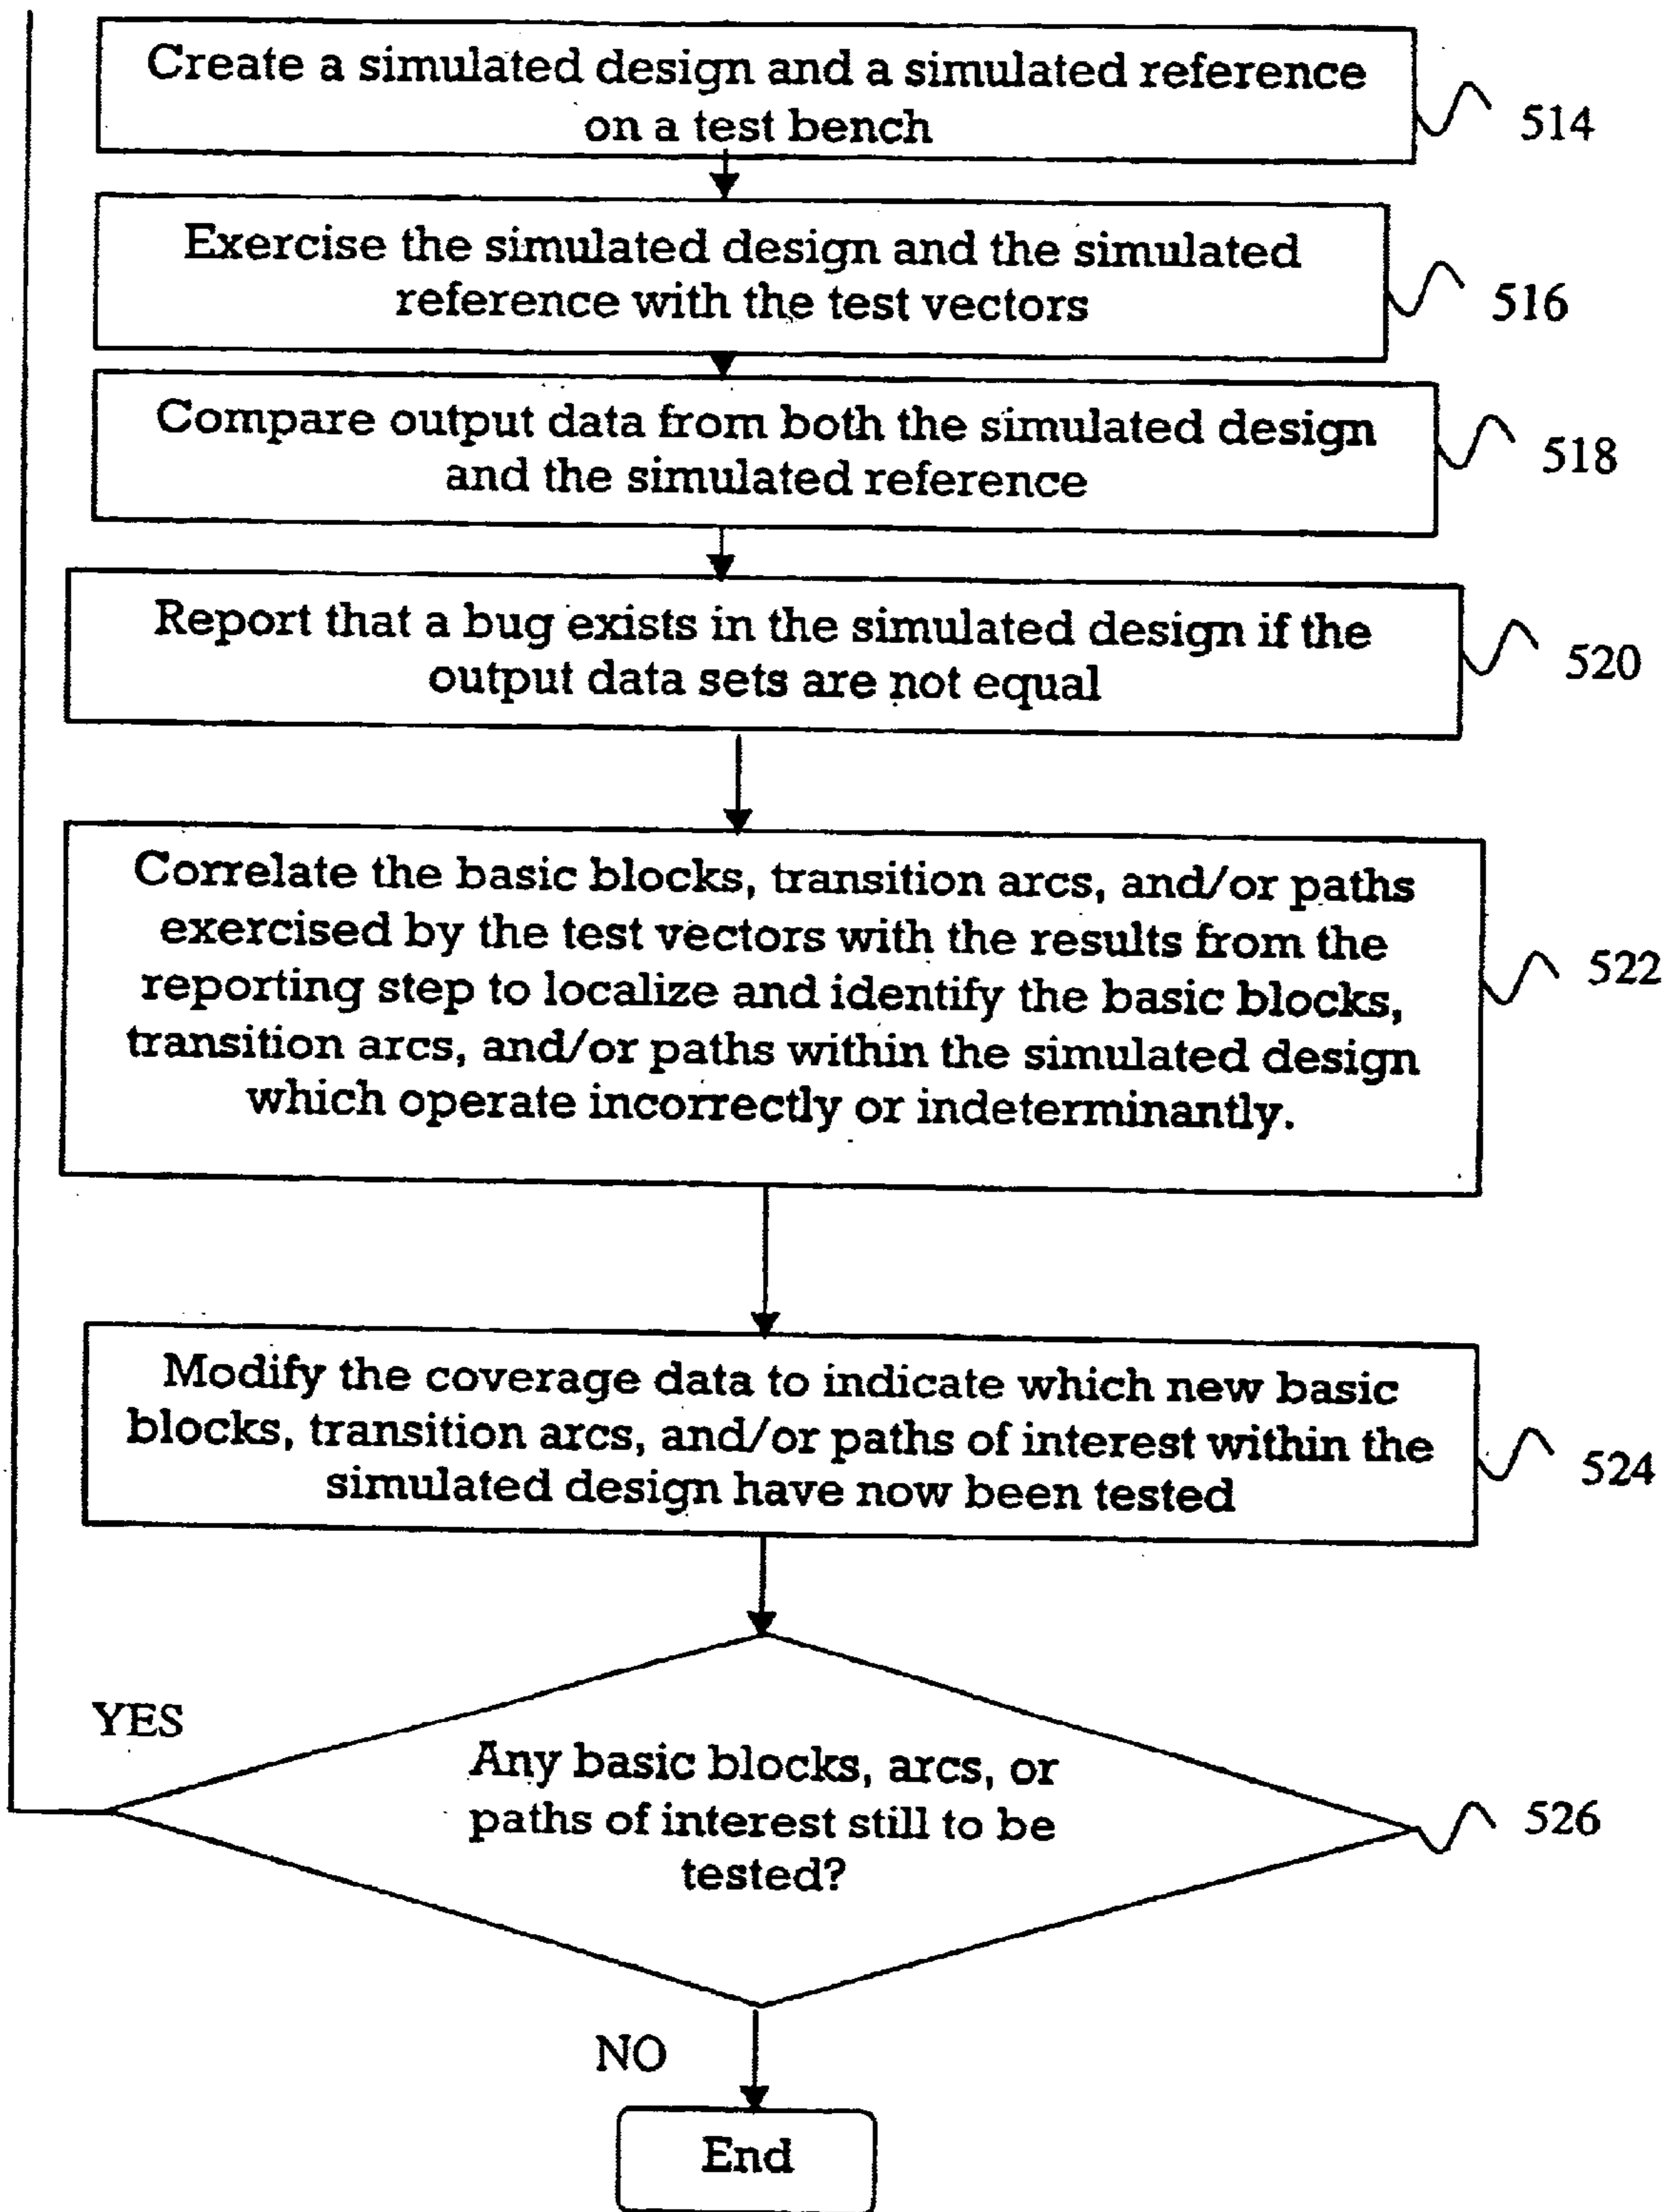 Create a simulated design and a simulated reference
on a test bench
514
Exercise the simulated design and the simulated
reference with the test vectors
516
Compare output data from both the simulated design
and the simulated reference
518
Report that a bug exists in the simulated design if the
output data sets are not equal
520
Correlate the basic blocks, transition arcs, and/or paths
exercised by the test vectors with the results from the
reporting step to localize and identify the basic blocks,
transition arcs, and/or paths within the simulated design
which operate incorrectly or indeterminantly.
522
Modify the coverage data to indicate which new basic
blocks, transition arcs, and/or paths of interest within the
simulated design have now been tested
524
YES
Any basic blocks, arcs, or
paths of interest still to be
tested?
526
NO
End